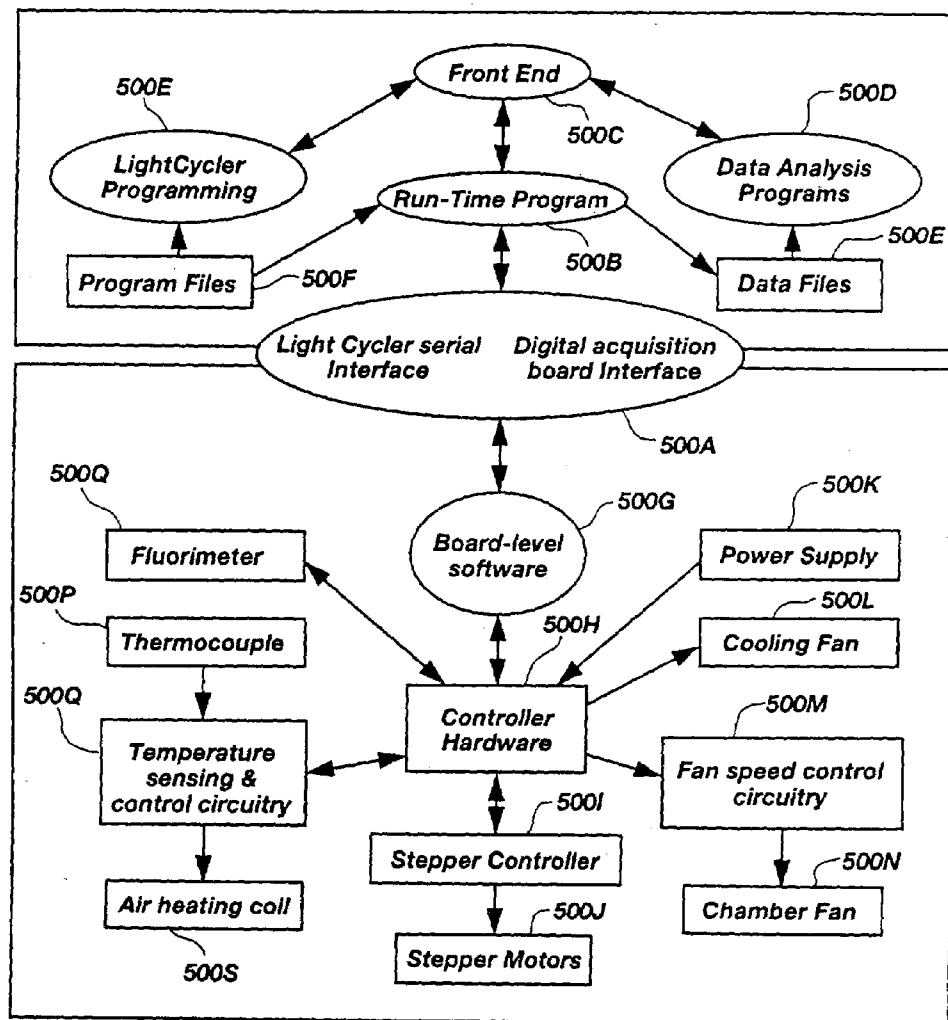 Front End
500E
500D
500C
LightCycler
Programming
Data Analysis
Programs
Run-Time Program
500E
500B
Program Files
500F
Data Files
Light Cycler serial
Interface
Digital acquisition
board Interface
500A
500Q
500G
500K
Fluorimeter
Board-level
software
Power Supply
500P
500L
500H
Thermocouple
Cooling Fan
500Q
500M
Controller
Hardware
Temperature
sensing &
control circuitry
Fan speed control
circuitry
500I
Stepper Controller
500N
Air heating coil
500J
Chamber Fan
Stepper Motors
500S